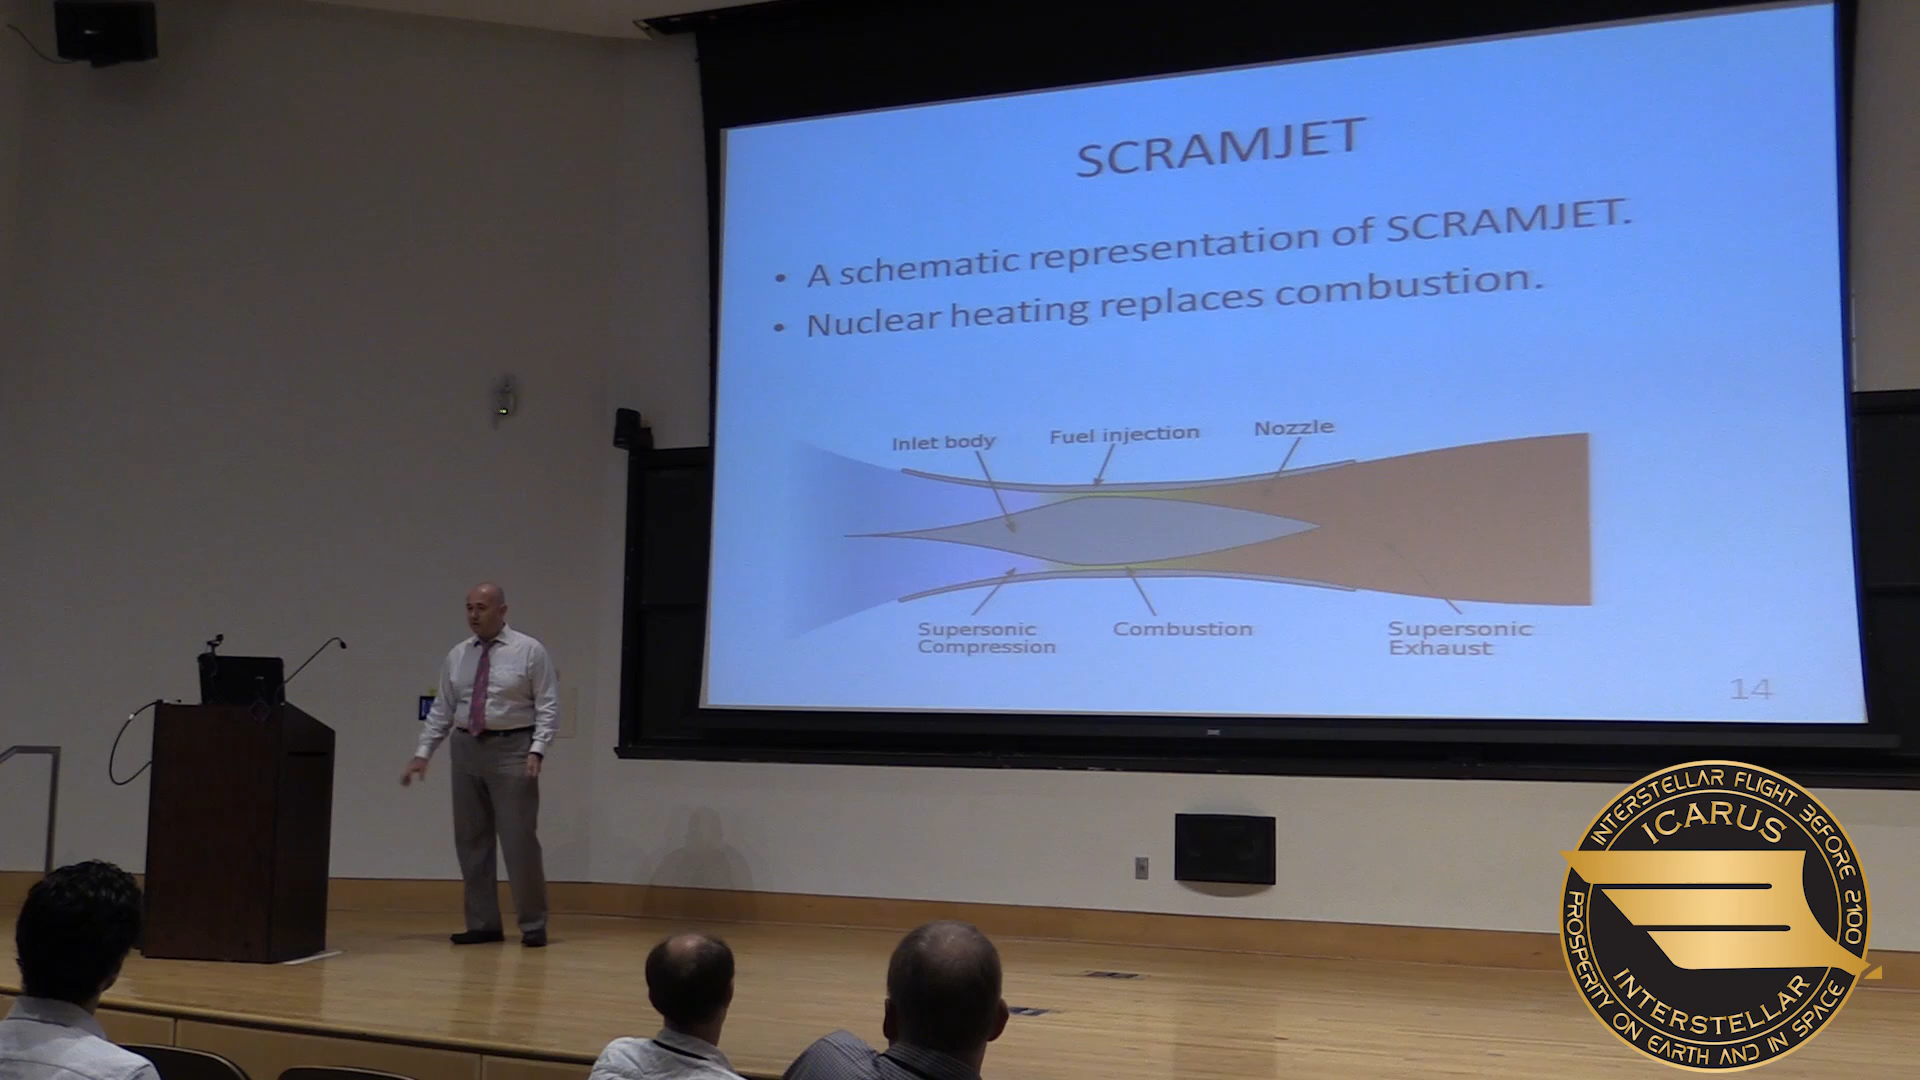 SCRAMJET
• A schematic representation of SCRAMJET.
• Nuclear heating replaces combustion.
Inlet body
Fuel injection
Nozzle
Supersonic
Compression
Combustion
Supersonic
Exhaust
14
INTERSTELLAR FLIGHT BEFORE 2100
ICARUS
INTERSTELLAR
PROSPERITY ON EARTH AND IN SPACE